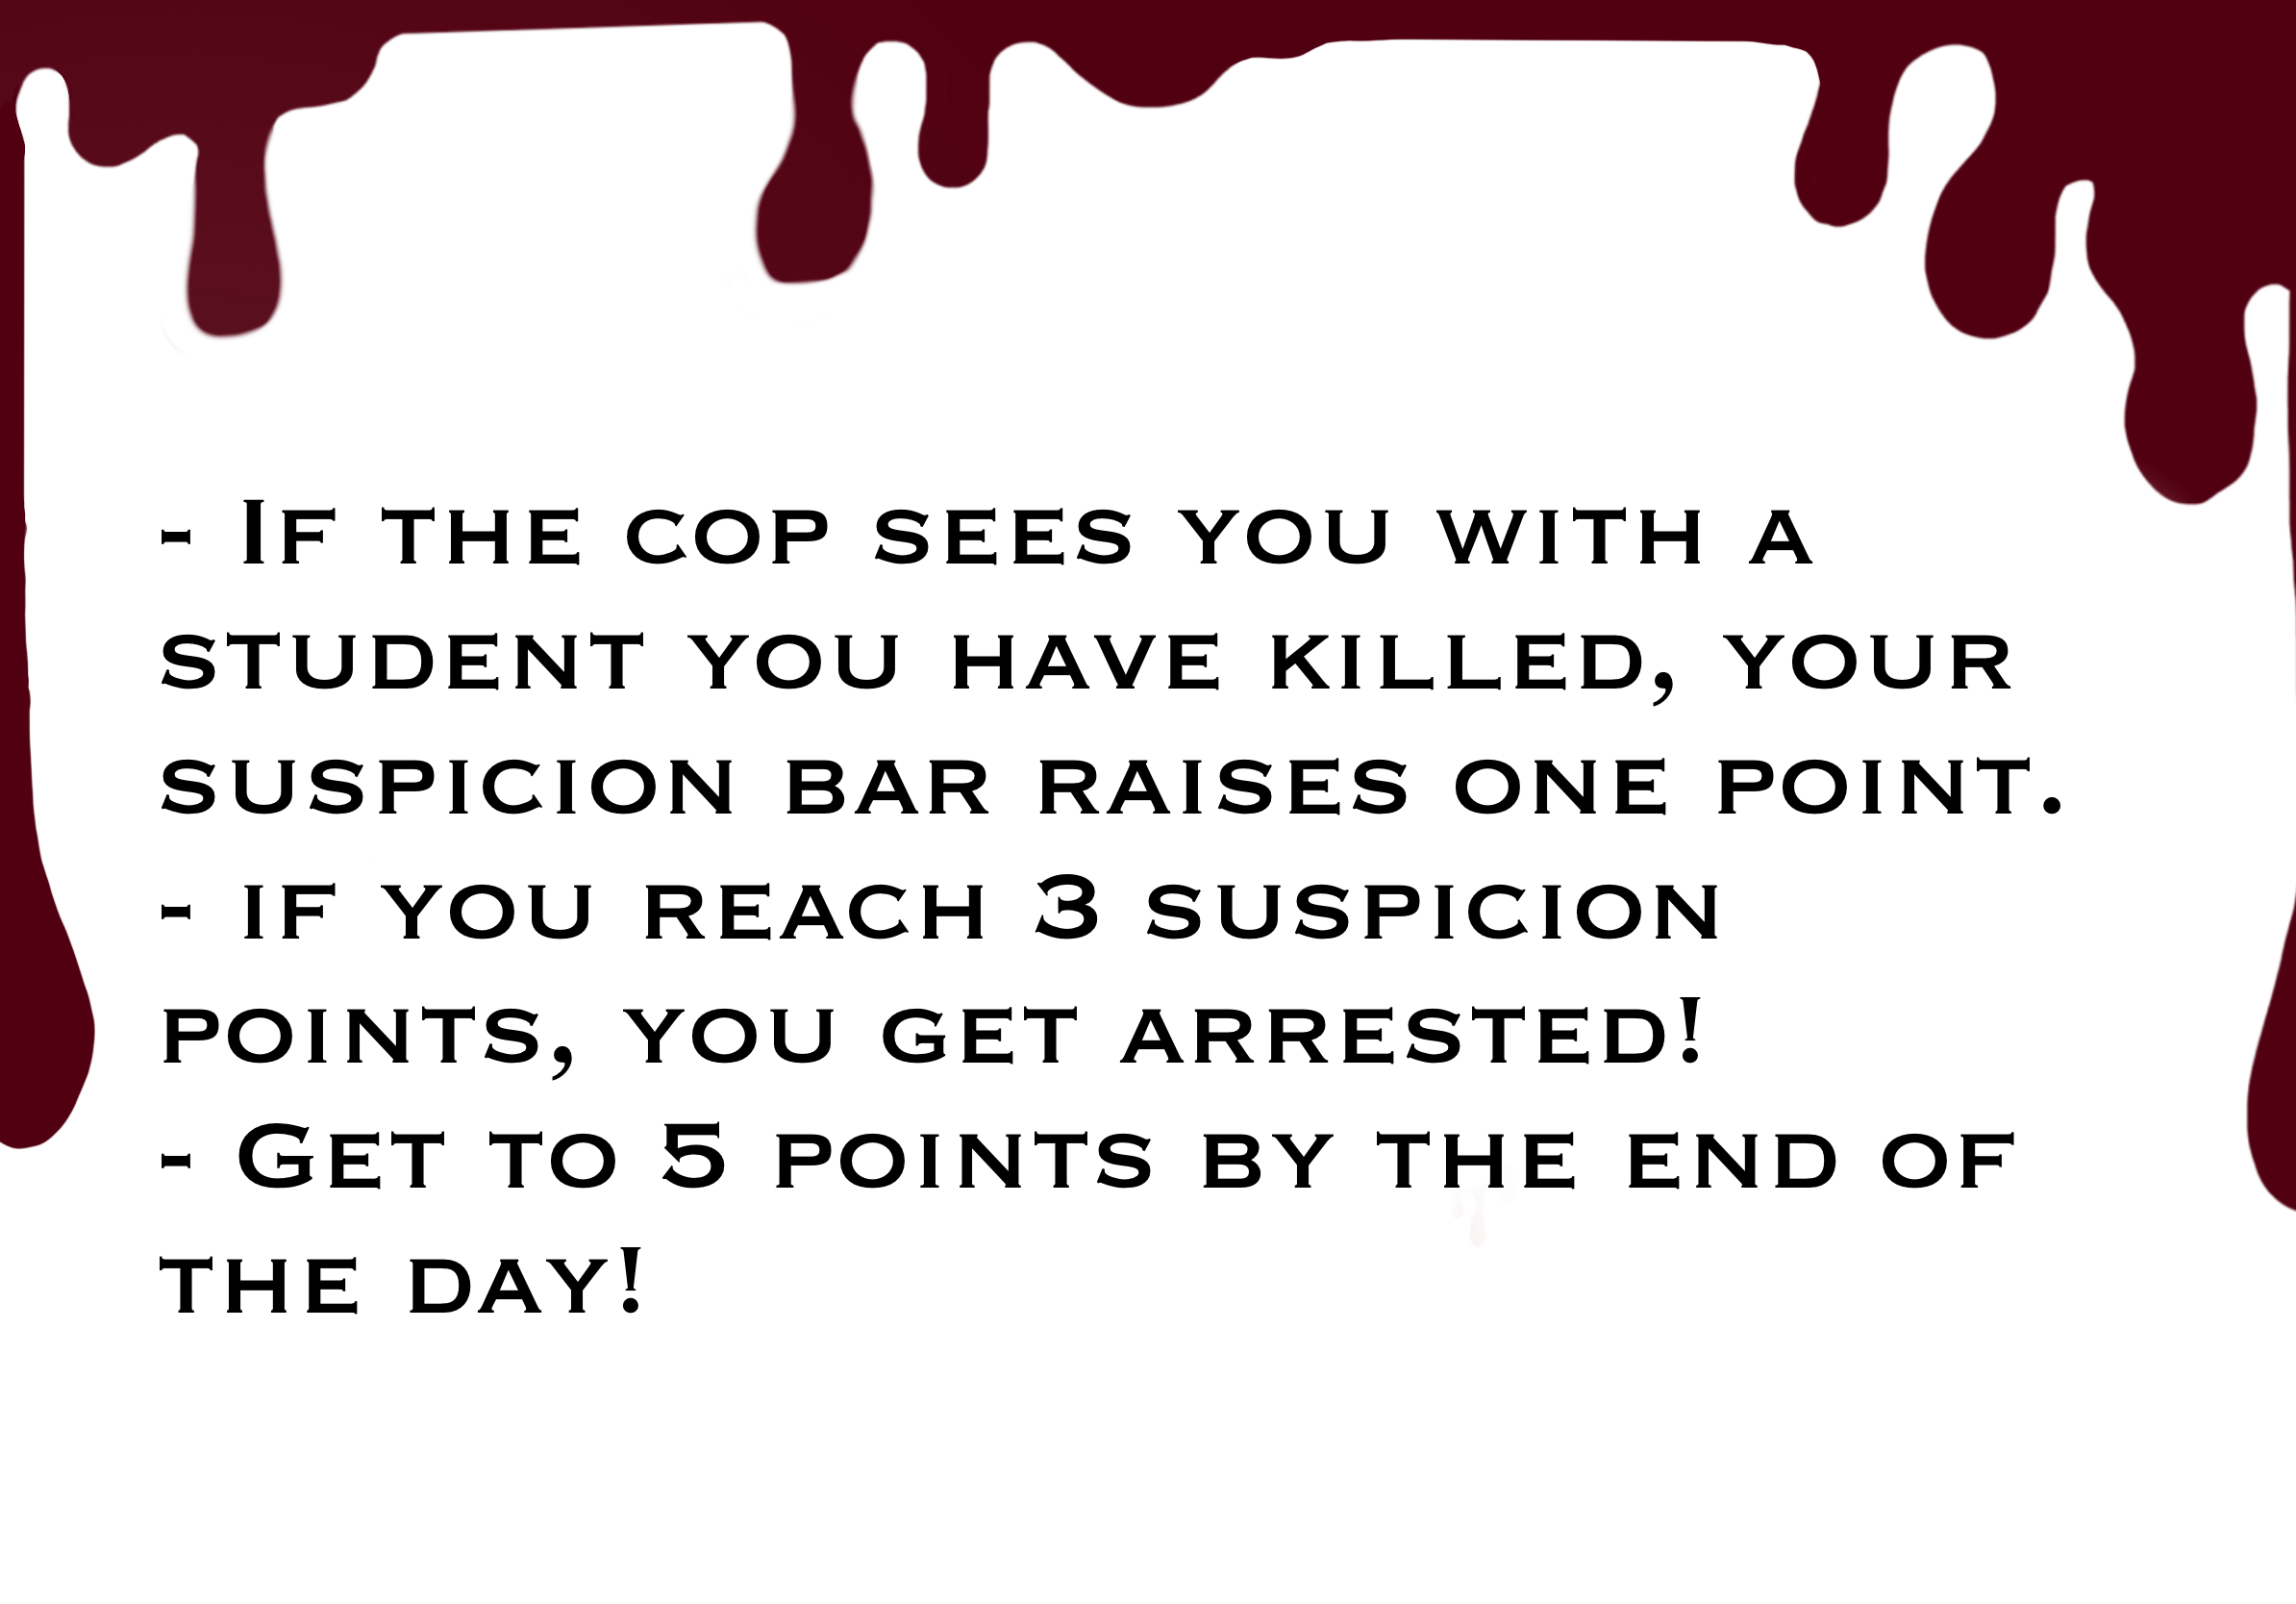 - If the cop sees you with a
student you have killed, your
suspicion bar raises one point.
- if you reach 3 suspicion
points, you get arrested!
- Get to 5 points by the end of
the day!